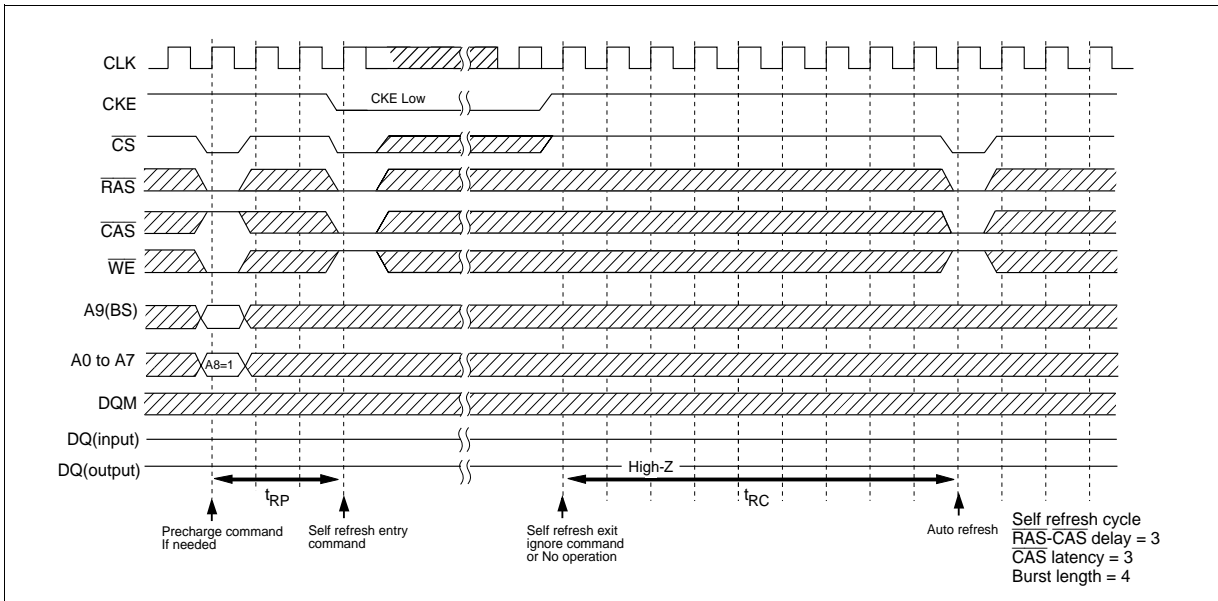 CLK
CKE
CKE Low
CS
RAS
CAS
WE
A9(BS)
A0 to A7
A8=1
DQM
DQ(input)
DQ(output)
High-Z
tRP
tRC
Precharge command
If needed
Self refresh entry
command
Self refresh exit
ignore command
or No operation
Auto refresh
Self refresh cycle
RAS-CAS delay = 3
CAS latency = 3
Burst length = 4